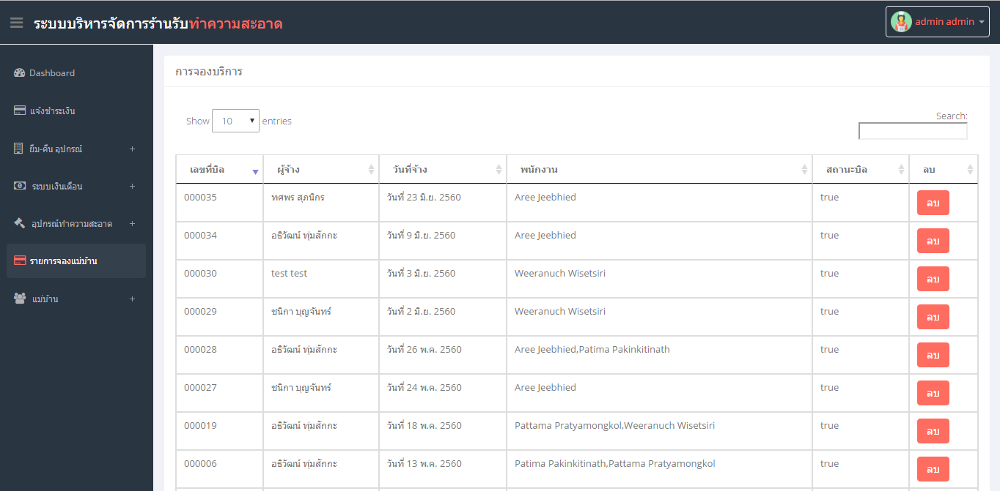 ระบบบริหารจัดการร้านรับทำความสะอาด
admin admin
Dashboard
แจ้งชำระเงิน
ยืม-คืน อุปกรณ์ +
ระบบเงินเดือน +
อุปกรณ์ทำความสะอาด +
รายการจองแม่บ้าน
แม่บ้าน +
การจองบริการ
Show 10 entries
Search:
เลขที่บิล ผู้จ้าง วันที่จ้าง พนักงาน สถานะบิล ลบ
000035 ทศพร สุภนิกร วันที่ 23 มิ.ย. 2560 Aree Jeebhied true ลบ
000034 อธิวัฒน์ ทุ่มสักกะ วันที่ 9 มิ.ย. 2560 Aree Jeebhied true ลบ
000030 test test วันที่ 3 มิ.ย. 2560 Weeranuch Wisetsiri true ลบ
000029 ชนิกา บุญจันทร์ วันที่ 2 มิ.ย. 2560 Weeranuch Wisetsiri true ลบ
000028 อธิวัฒน์ ทุ่มสักกะ วันที่ 26 พ.ค. 2560 Aree Jeebhied,Patima Pakinkitinath true ลบ
000027 ชนิกา บุญจันทร์ วันที่ 24 พ.ค. 2560 Aree Jeebhied true ลบ
000019 อธิวัฒน์ ทุ่มสักกะ วันที่ 18 พ.ค. 2560 Pattama Pratyamongkol,Weeranuch Wisetsiri true ลบ
000006 อธิวัฒน์ ทุ่มสักกะ วันที่ 13 พ.ค. 2560 Patima Pakinkitinath,Pattama Pratyamongkol true ลบ